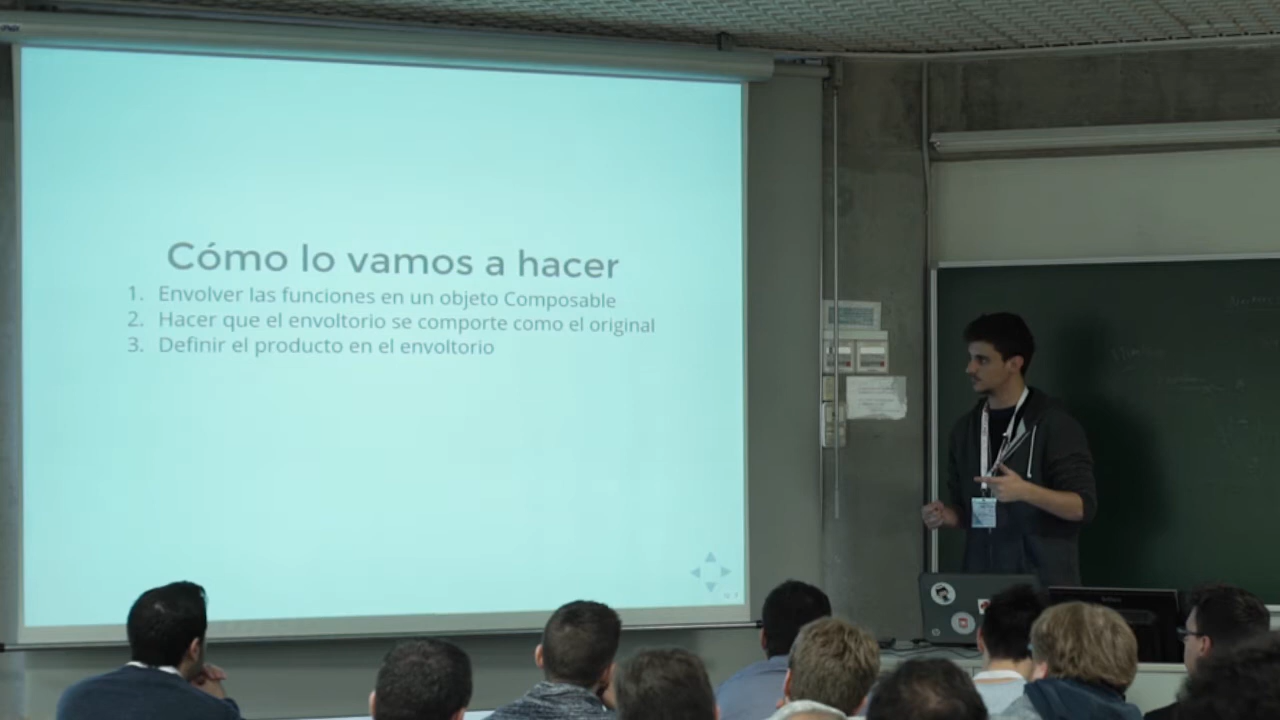 Cómo lo vamos a hacer
1. Envolver las funciones en un objeto Composable
2. Hacer que el envoltorio se comporte como el original
3. Definir el producto en el envoltorio